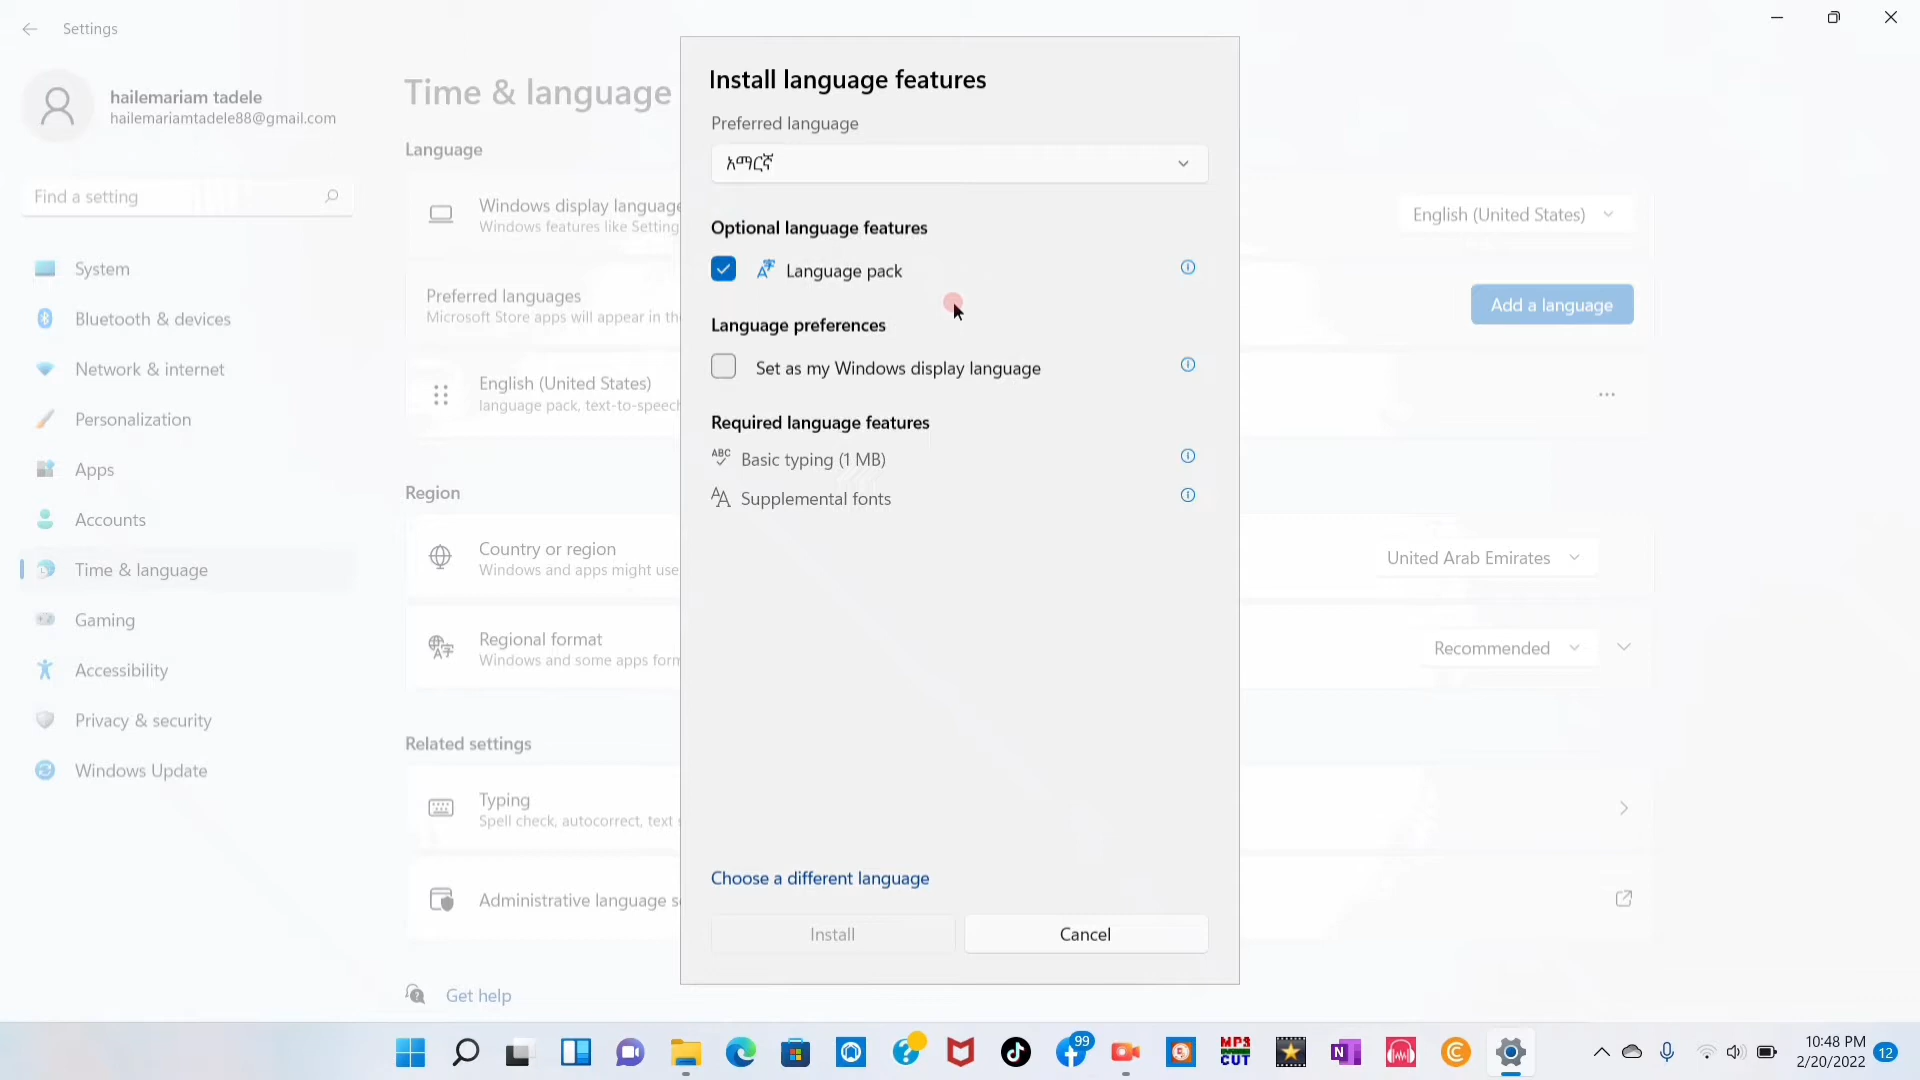 Settings
hailemariam tadele
hailemariamtadele88@gmail.com
Find a setting
System
Bluetooth & devices
Network & internet
Personalization
Apps
Accounts
Time & language
Gaming
Accessibility
Privacy & security
Windows Update
Time & language
Language
Windows display language
Windows features like Setting
English (United States)
Preferred languages
Microsoft Store apps will appear in th
Add a language
English (United States)
language pack, text-to-speech
Region
Country or region
Windows and apps might use
United Arab Emirates
Regional format
Windows and some apps form
Recommended
Related settings
Typing
Spell check, autocorrect, text
Administrative language s
Get help
Install language features
Preferred language
አማርኛ
Optional language features
Language pack
Language preferences
Set as my Windows display language
Required language features
ABC
Basic typing (1 MB)
Supplemental fonts
Choose a different language
Install
Cancel
99
MP3
CUT
N
10:48 PM
2/20/2022
12